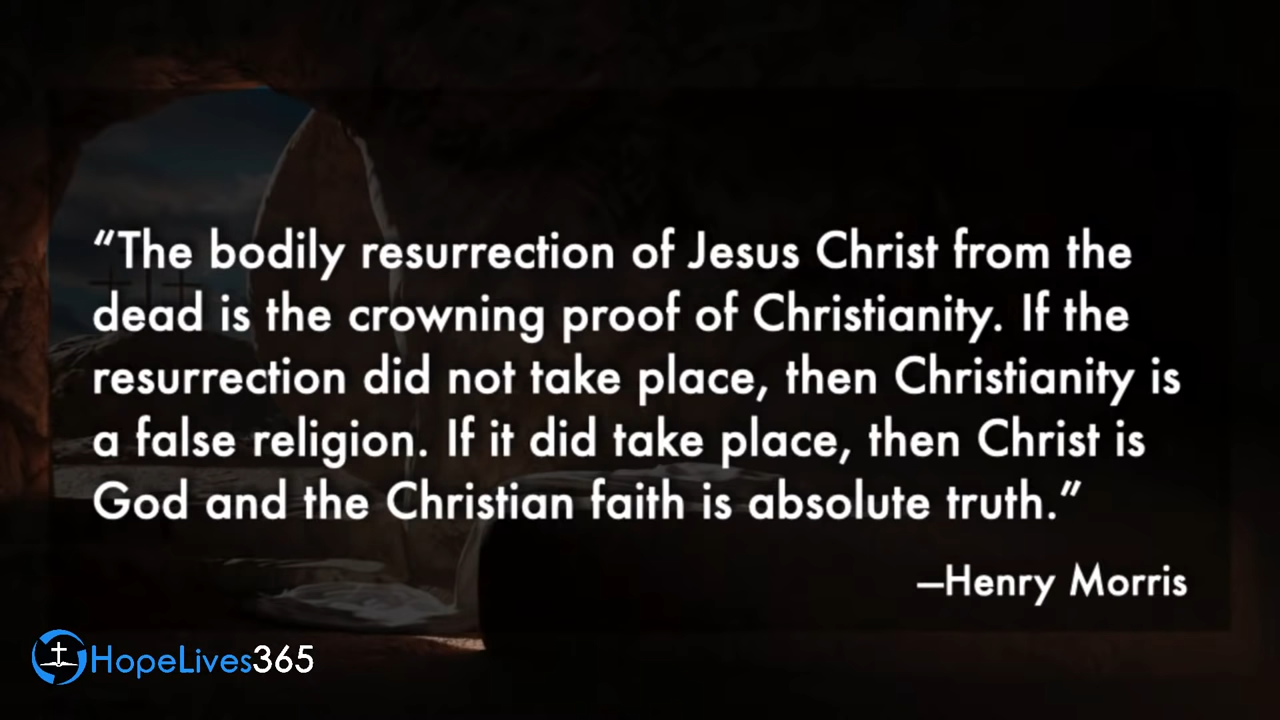 “The bodily resurrection of Jesus Christ from the
dead is the crowning proof of Christianity. If the
resurrection did not take place, then Christianity is
a false religion. If it did take place, then Christ is
God and the Christian faith is absolute truth.”
—Henry Morris
HopeLives365